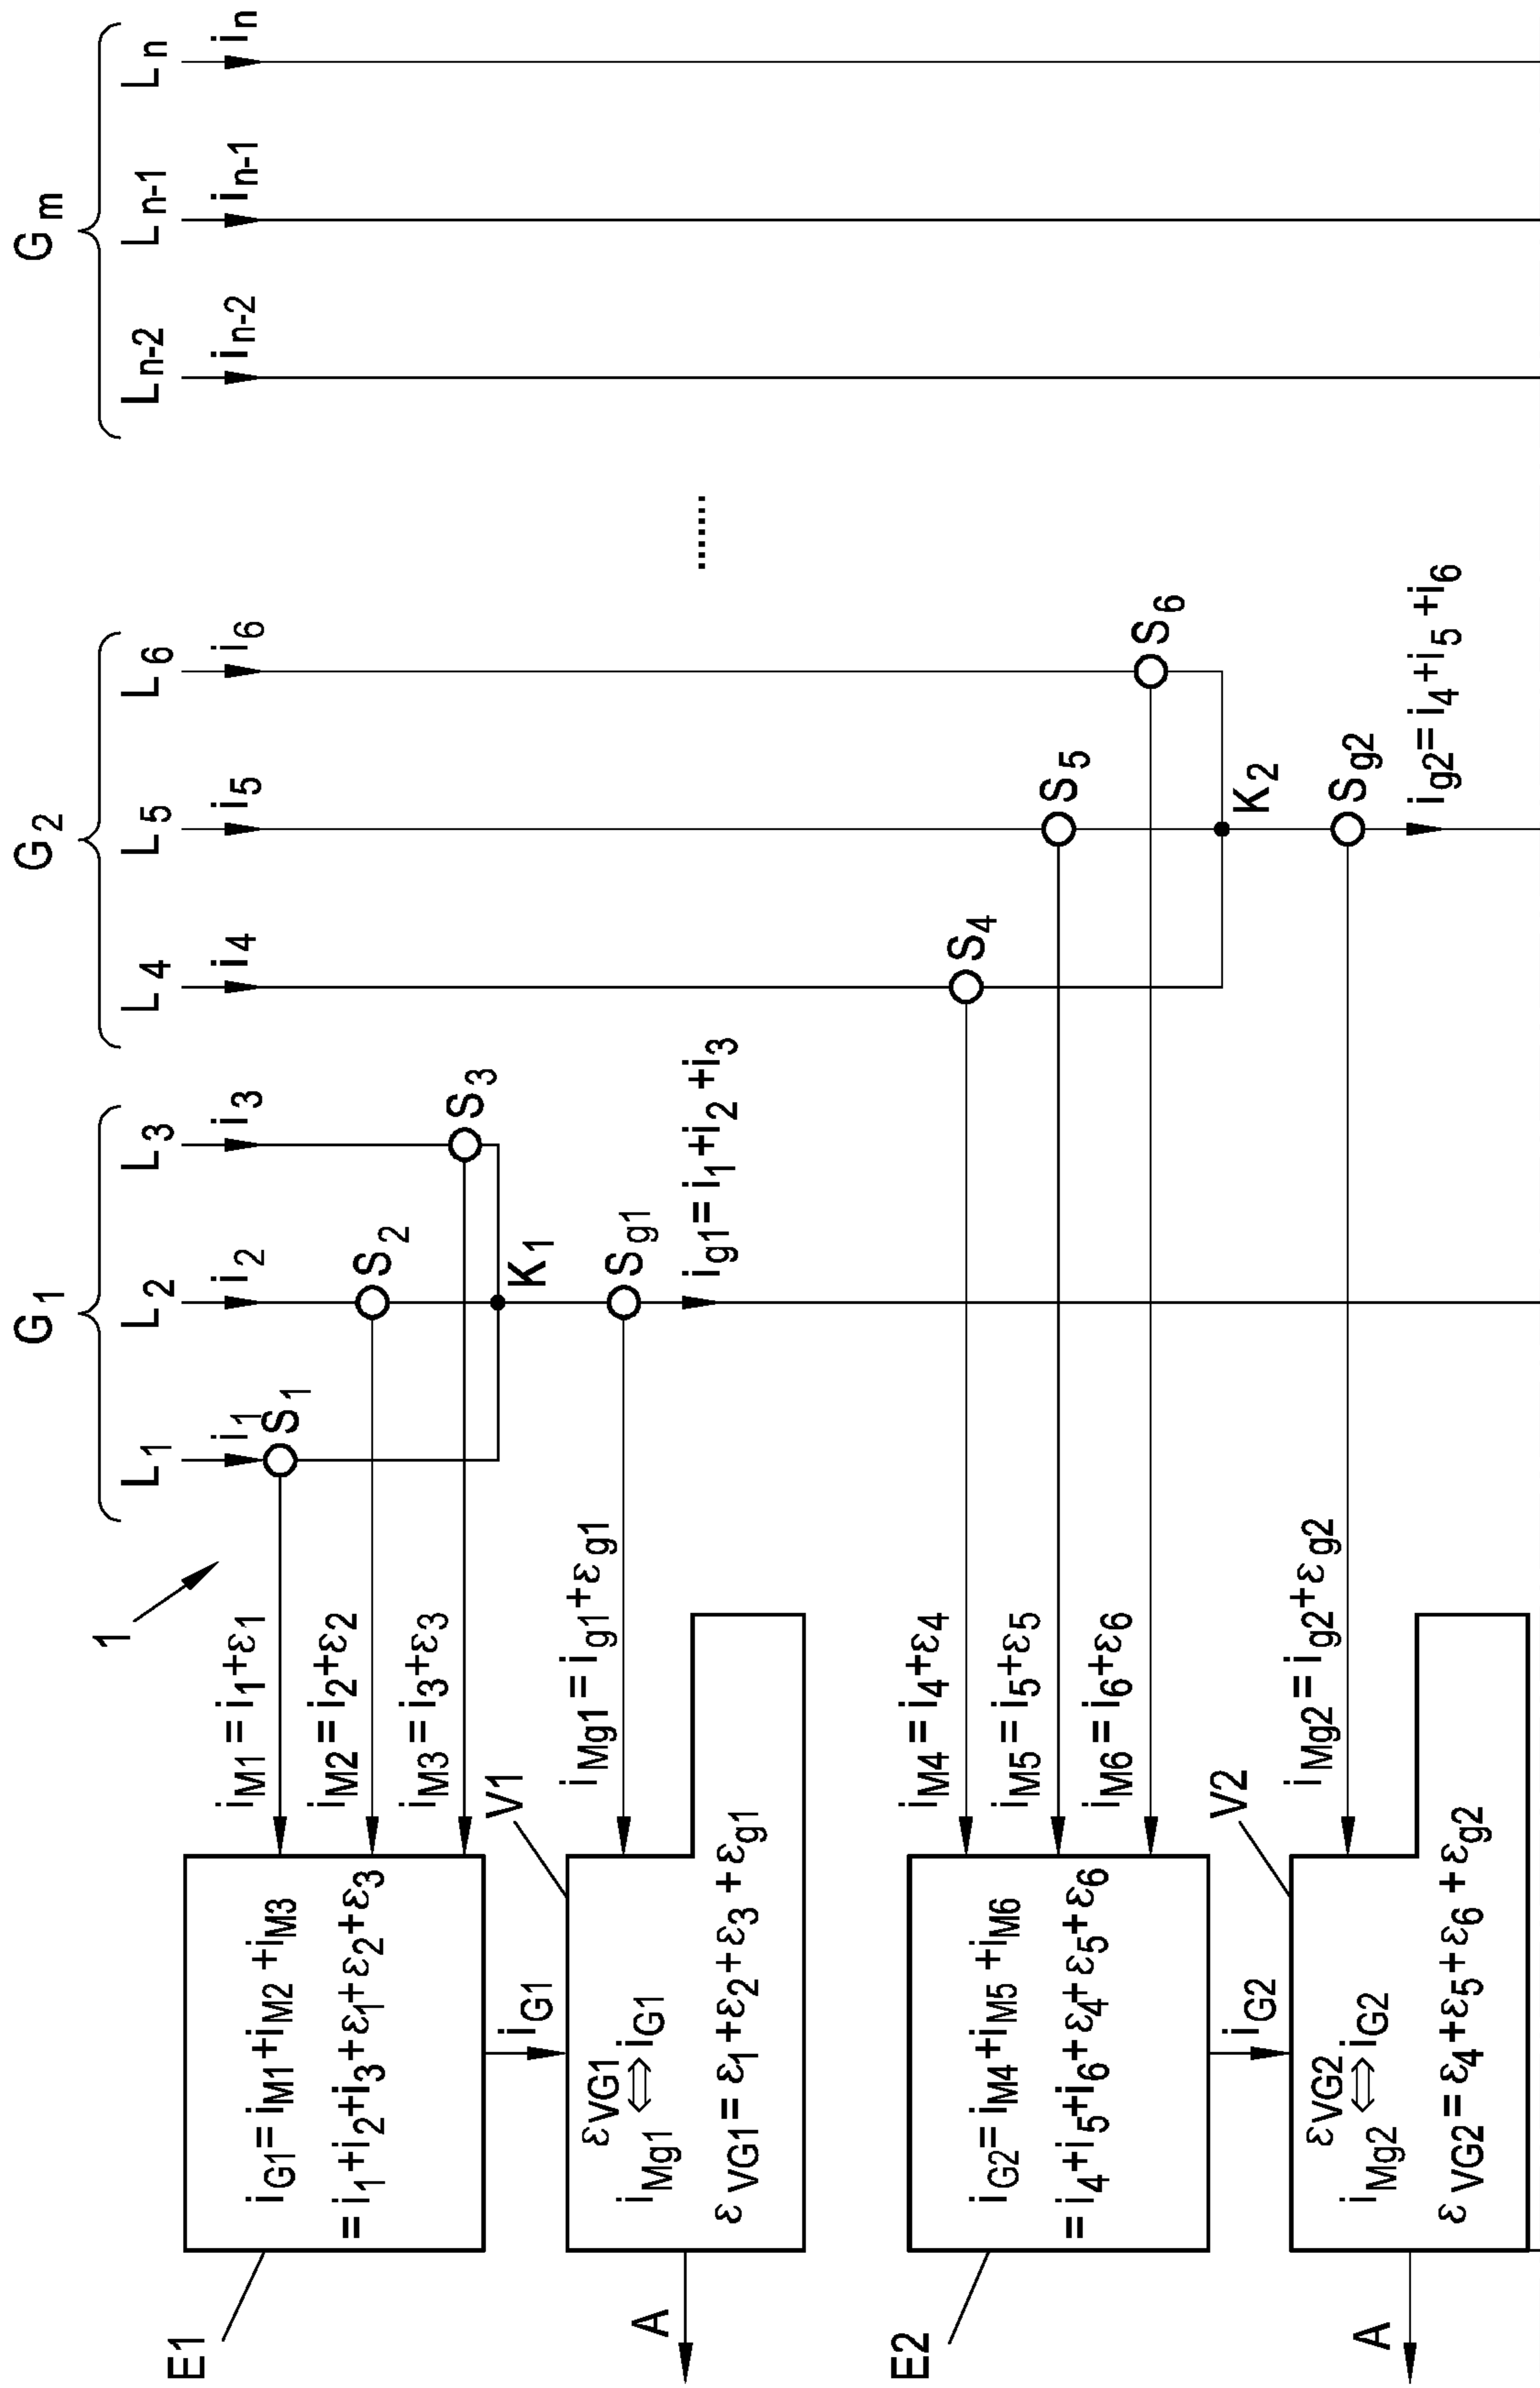 G1
G2
Gm
L1
L2
L3
L4
L5
L6
Ln-2
Ln-1
Ln
i1
i2
i3
i4
i5
i6
in-2
in-1
in
1
S1
S2
S3
K1
Sg1
ig1=i1+i2+i3
.......
iM1=i1+ε1
iM2=i2+ε2
iM3=i3+ε3
E1
iG1=iM1+iM2+iM3
=i1+i2+i3+ε1+ε2+ε3
iG1
V1
iMg1=ig1+εg1
εVG1
iMg1⇔iG1
εVG1=ε1+ε2+ε3+εg1
A
S4
S5
S6
K2
Sg2
ig2=i4+i5+i6
iM4=i4+ε4
iM5=i5+ε5
iM6=i6+ε6
E2
iG2=iM4+iM5+iM6
=i4+i5+i6+ε4+ε5+ε6
iG2
V2
iMg2=ig2+εg2
εVG2
iMg2⇔iG2
εVG2=ε4+ε5+ε6+εg2
A